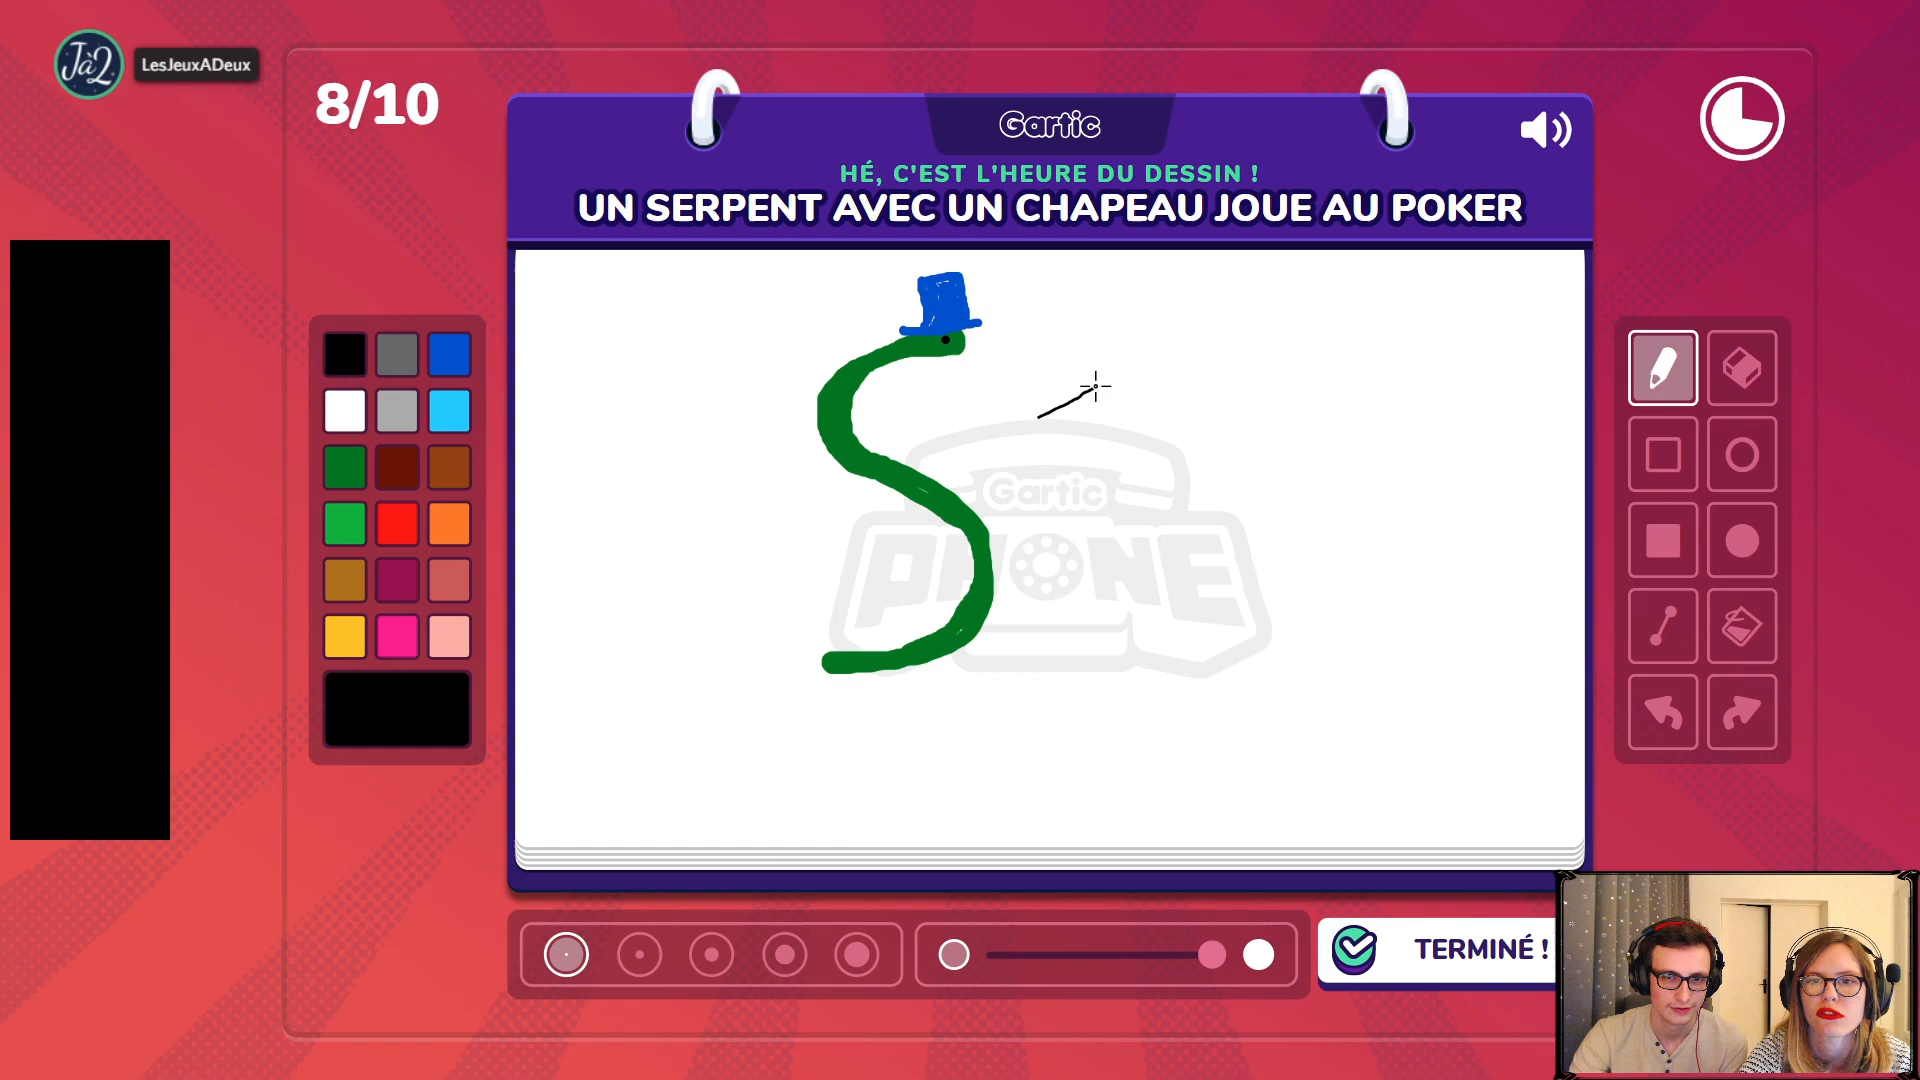 Jà2
LesJeuxADeux
8/10
Gartic
HÉ, C'EST L'HEURE DU DESSIN !
UN SERPENT AVEC UN CHAPEAU JOUE AU POKER
Gartic
PHONE
TERMINÉ !